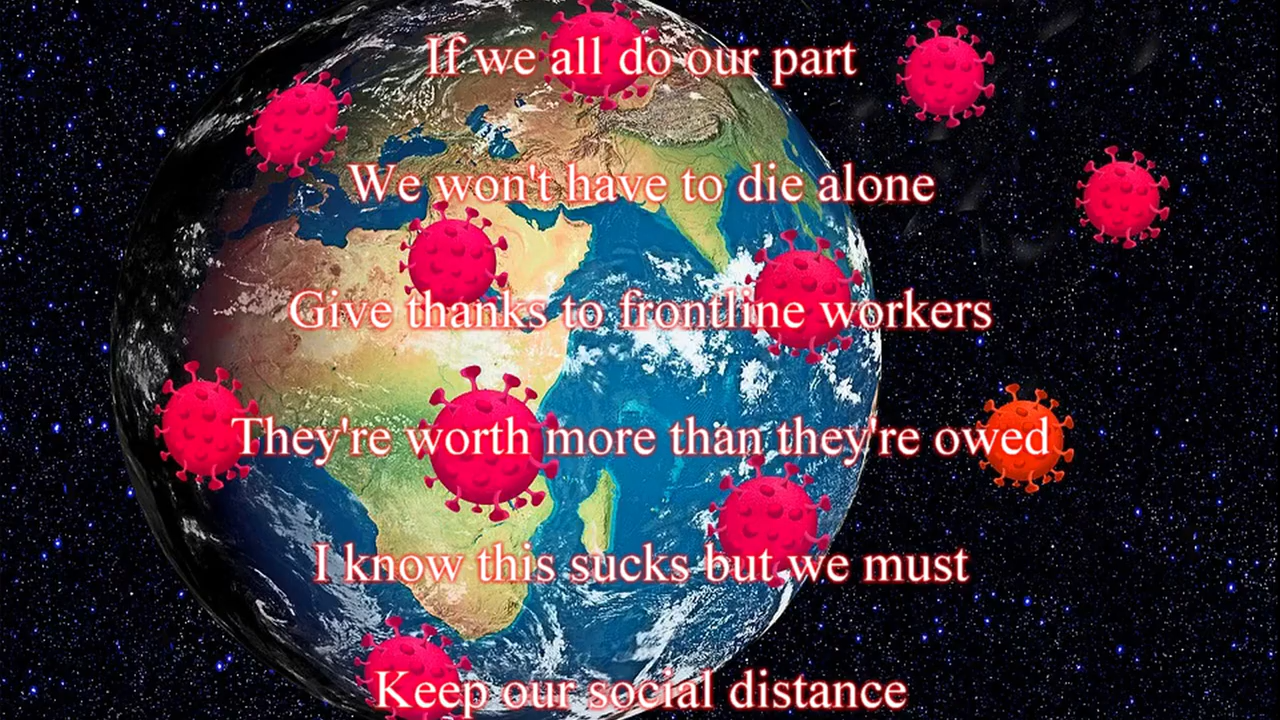 If we all do our part
We won't have to die alone
Give thanks to frontline workers
They're worth more than they're owed
I know this sucks but we must
Keep our social distance